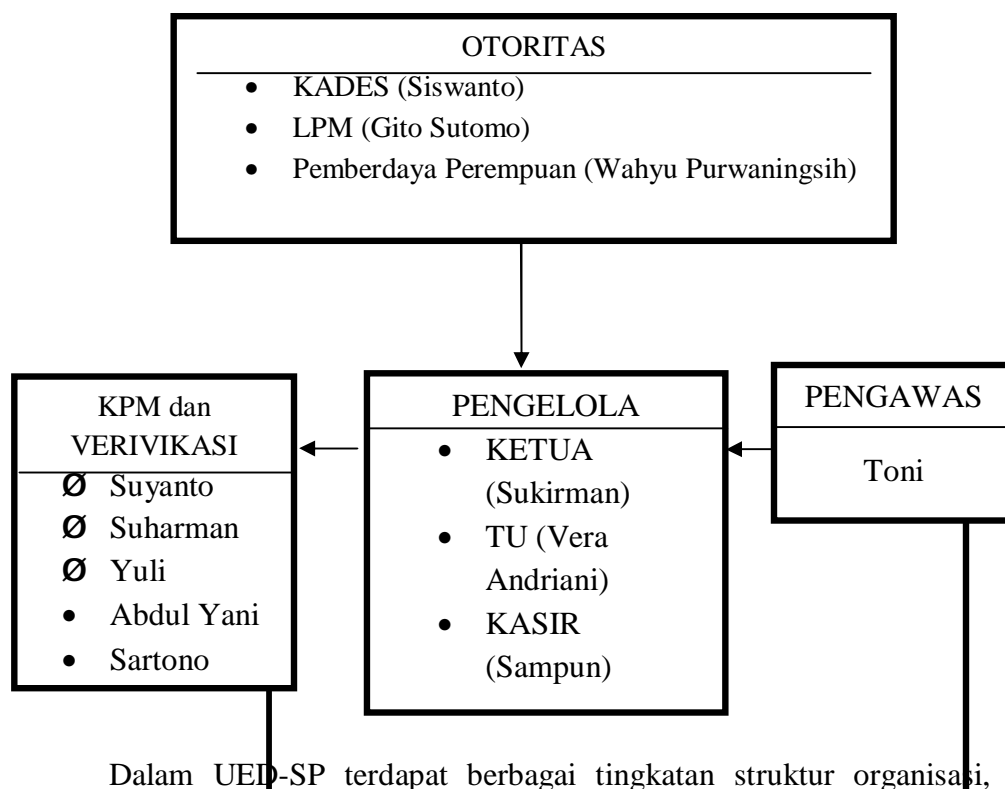 OTORITAS
• KADES (Siswanto)
• LPM (Gito Sutomo)
• Pemberdaya Perempuan (Wahyu Purwaningsih)
KPM dan
VERIVIKASI
Ø Suyanto
Ø Suharman
Ø Yuli
• Abdul Yani
• Sartono
PENGELOLA
• KETUA
(Sukirman)
• TU (Vera
Andriani)
• KASIR
(Sampun)
PENGAWAS
Toni
Dalam UED-SP terdapat berbagai tingkatan struktur organisasi,